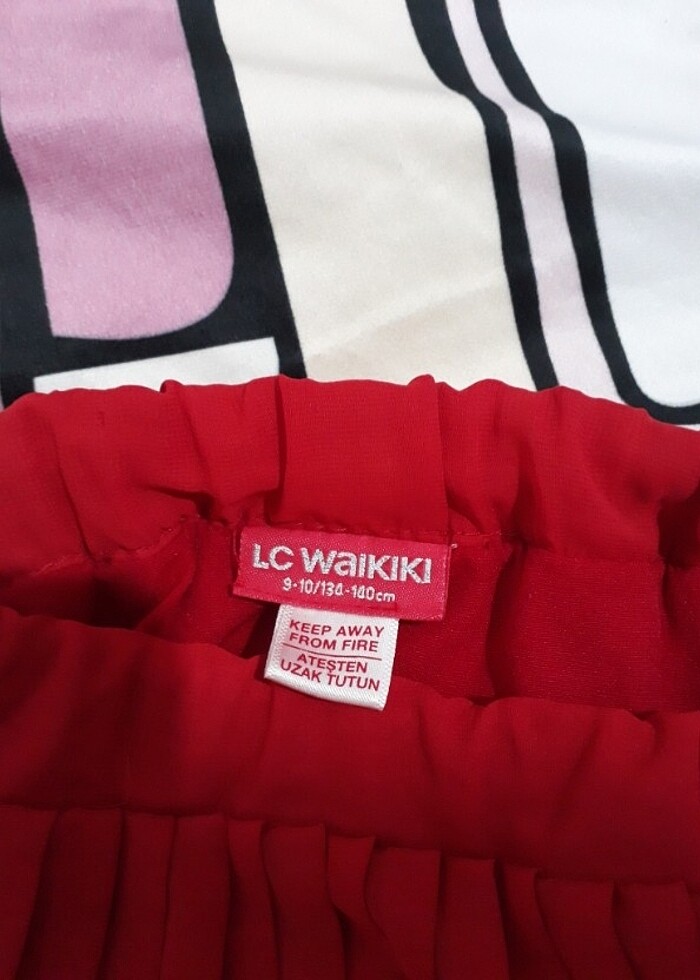 LC WAIKIKI
9-10/134-140cm
KEEP AWAY
FROM FIRE
ATEŞTEN
UZAK TUTUN